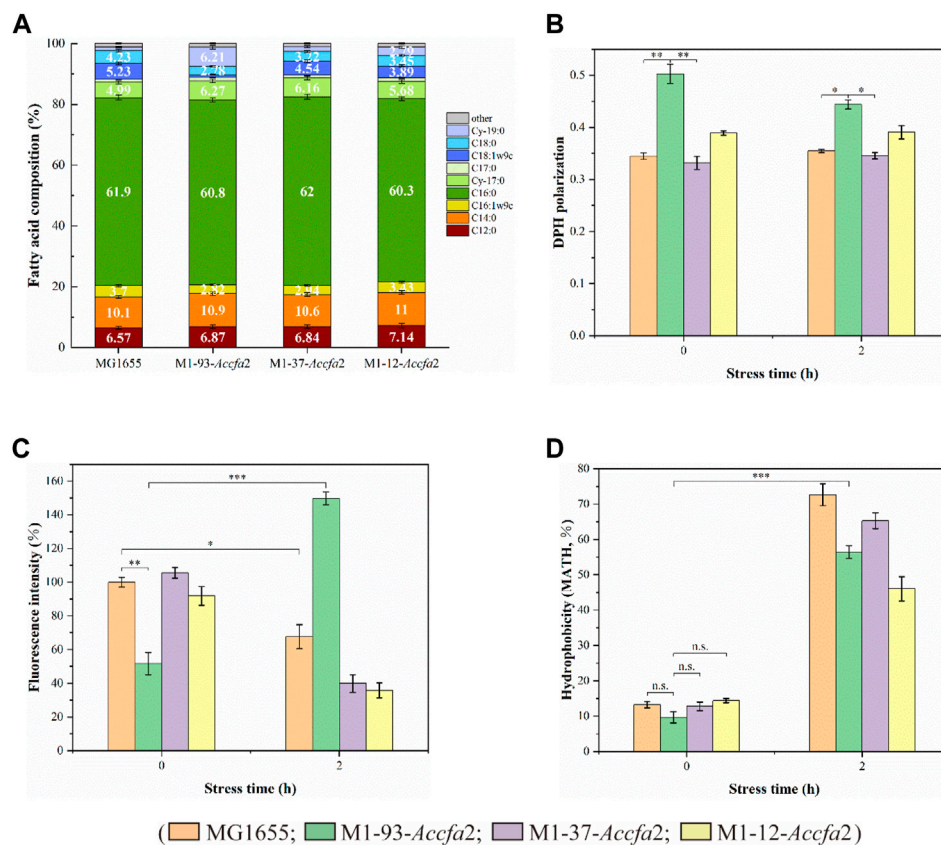 A
Fatty acid composition (%)
100
80
60
40
20
0
4.23
5.23
4.99
61.9
3.7
10.1
6.57
6.21
2.78
6.27
60.8
2.82
10.9
6.87
3.22
4.54
6.16
62
2.44
10.6
6.84
2.79
3.45
3.89
5.68
60.3
3.43
11
7.14
MG1655
M1-93-Accfa2
M1-37-Accfa2
M1-12-Accfa2
other
Cy-19:0
C18:0
C18:1w9c
C17:0
Cy-17:0
C16:0
C16:1w9c
C14:0
C12:0
B
DPH polarization
0.5
0.4
0.3
0.2
0.1
0.0
** **
* *
0 2
Stress time (h)
C
Fluorescence intensity (%)
160
140
120
100
80
60
40
20
0
***
*
**
0 2
Stress time (h)
D
Hydrophobicity (MATH, %)
80
70
60
50
40
30
20
10
0
***
n.s.
n.s.
n.s.
0 2
Stress time (h)
( MG1655; M1-93-Accfa2; M1-37-Accfa2; M1-12-Accfa2)